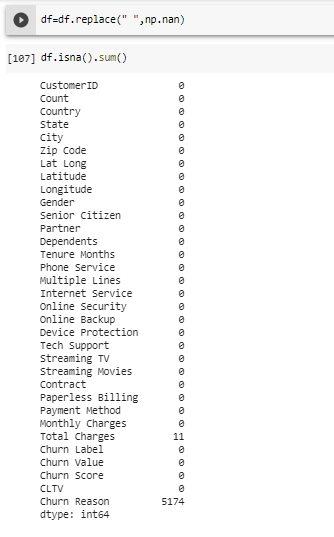 df=df.replace(" ",np.nan)
[107] df.isna().sum()
CustomerID 0
Count 0
Country 0
State 0
City 0
Zip Code 0
Lat Long 0
Latitude 0
Longitude 0
Gender 0
Senior Citizen 0
Partner 0
Dependents 0
Tenure Months 0
Phone Service 0
Multiple Lines 0
Internet Service 0
Online Security 0
Online Backup 0
Device Protection 0
Tech Support 0
Streaming TV 0
Streaming Movies 0
Contract 0
Paperless Billing 0
Payment Method 0
Monthly Charges 0
Total Charges 11
Churn Label 0
Churn Value 0
Churn Score 0
CLTV 0
Churn Reason 5174
dtype: int64